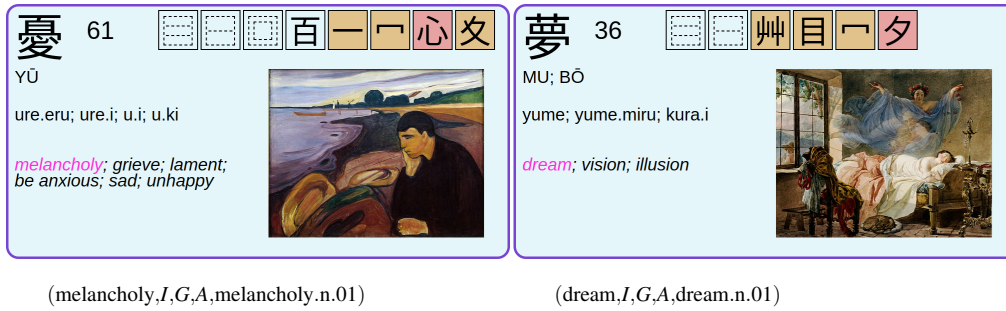 憂 61 百 一 冖 心 夂
YŪ
ure.eru; ure.i; u.i; u.ki
melancholy; grieve; lament;
be anxious; sad; unhappy
(melancholy,I,G,A,melancholy.n.01)
夢 36 艸 目 冖 夕
MU; BŌ
yume; yume.miru; kura.i
dream; vision; illusion
(dream,I,G,A,dream.n.01)